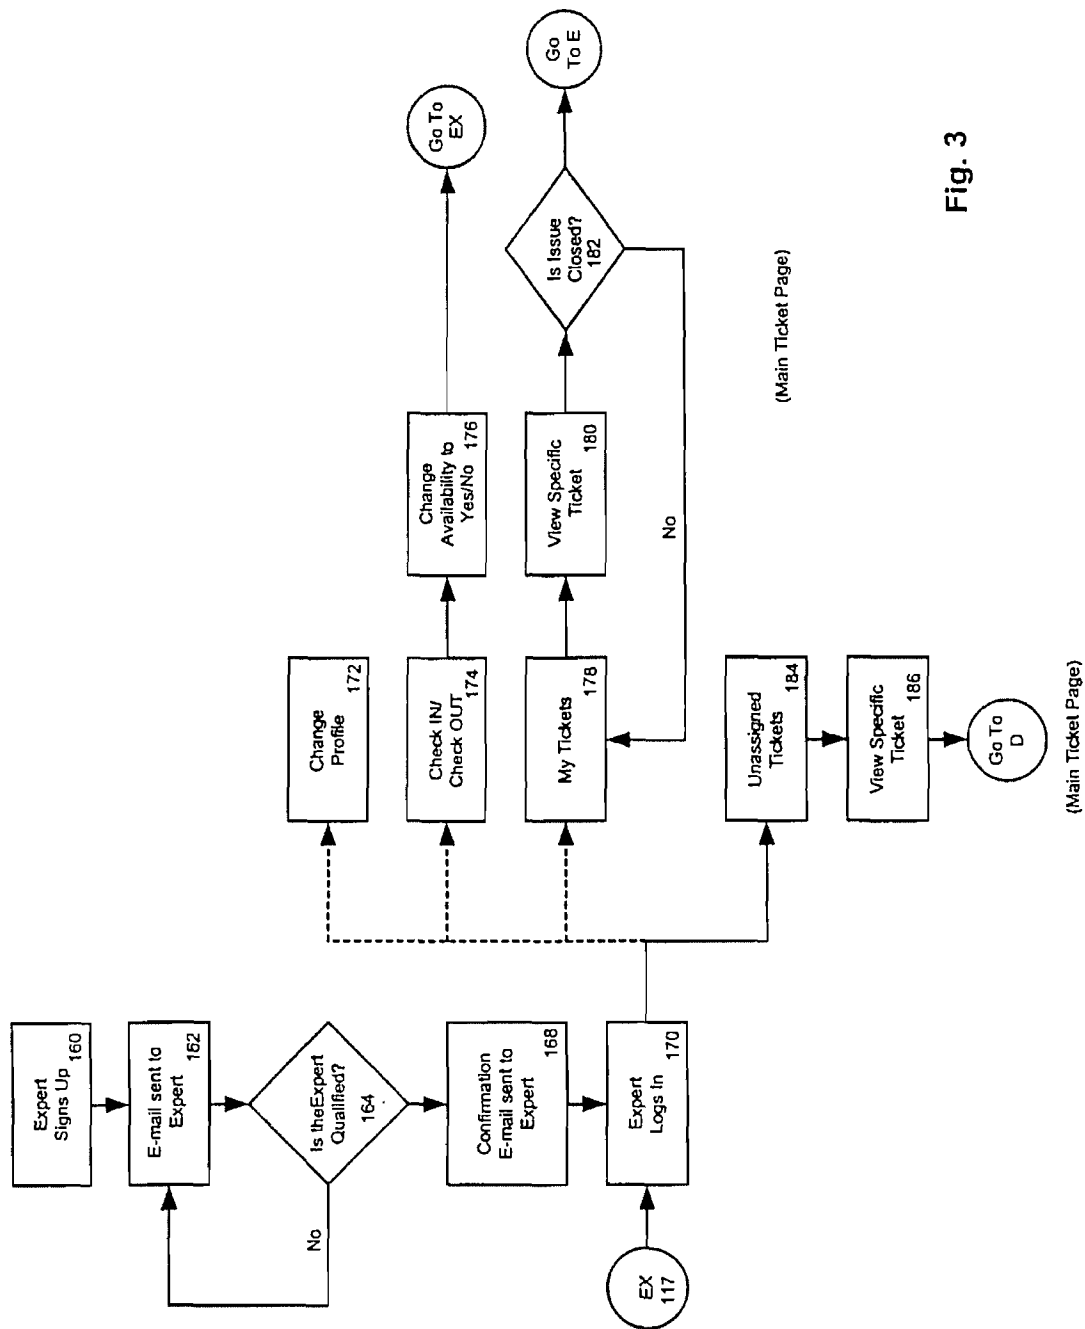 Expert
Signs Up
160
E-mail sent to
Expert
162
Is theExpert
Qualified?
164
No
Confirmation
E-mail sent to
Expert
168
Expert
Logs In
170
EX
117
Change
Profile
172
Check IN/
Check OUT
174
Change
Availability to
Yes/No
176
Go To
EX
My Tickets
178
View Specific
Ticket
180
Is Issue
Closed?
182
Go
To E
No
Unassigned
Tickets
184
View Specific
Ticket
186
Go To
D
(Main Ticket Page)
(Main Ticket Page)
Fig. 3